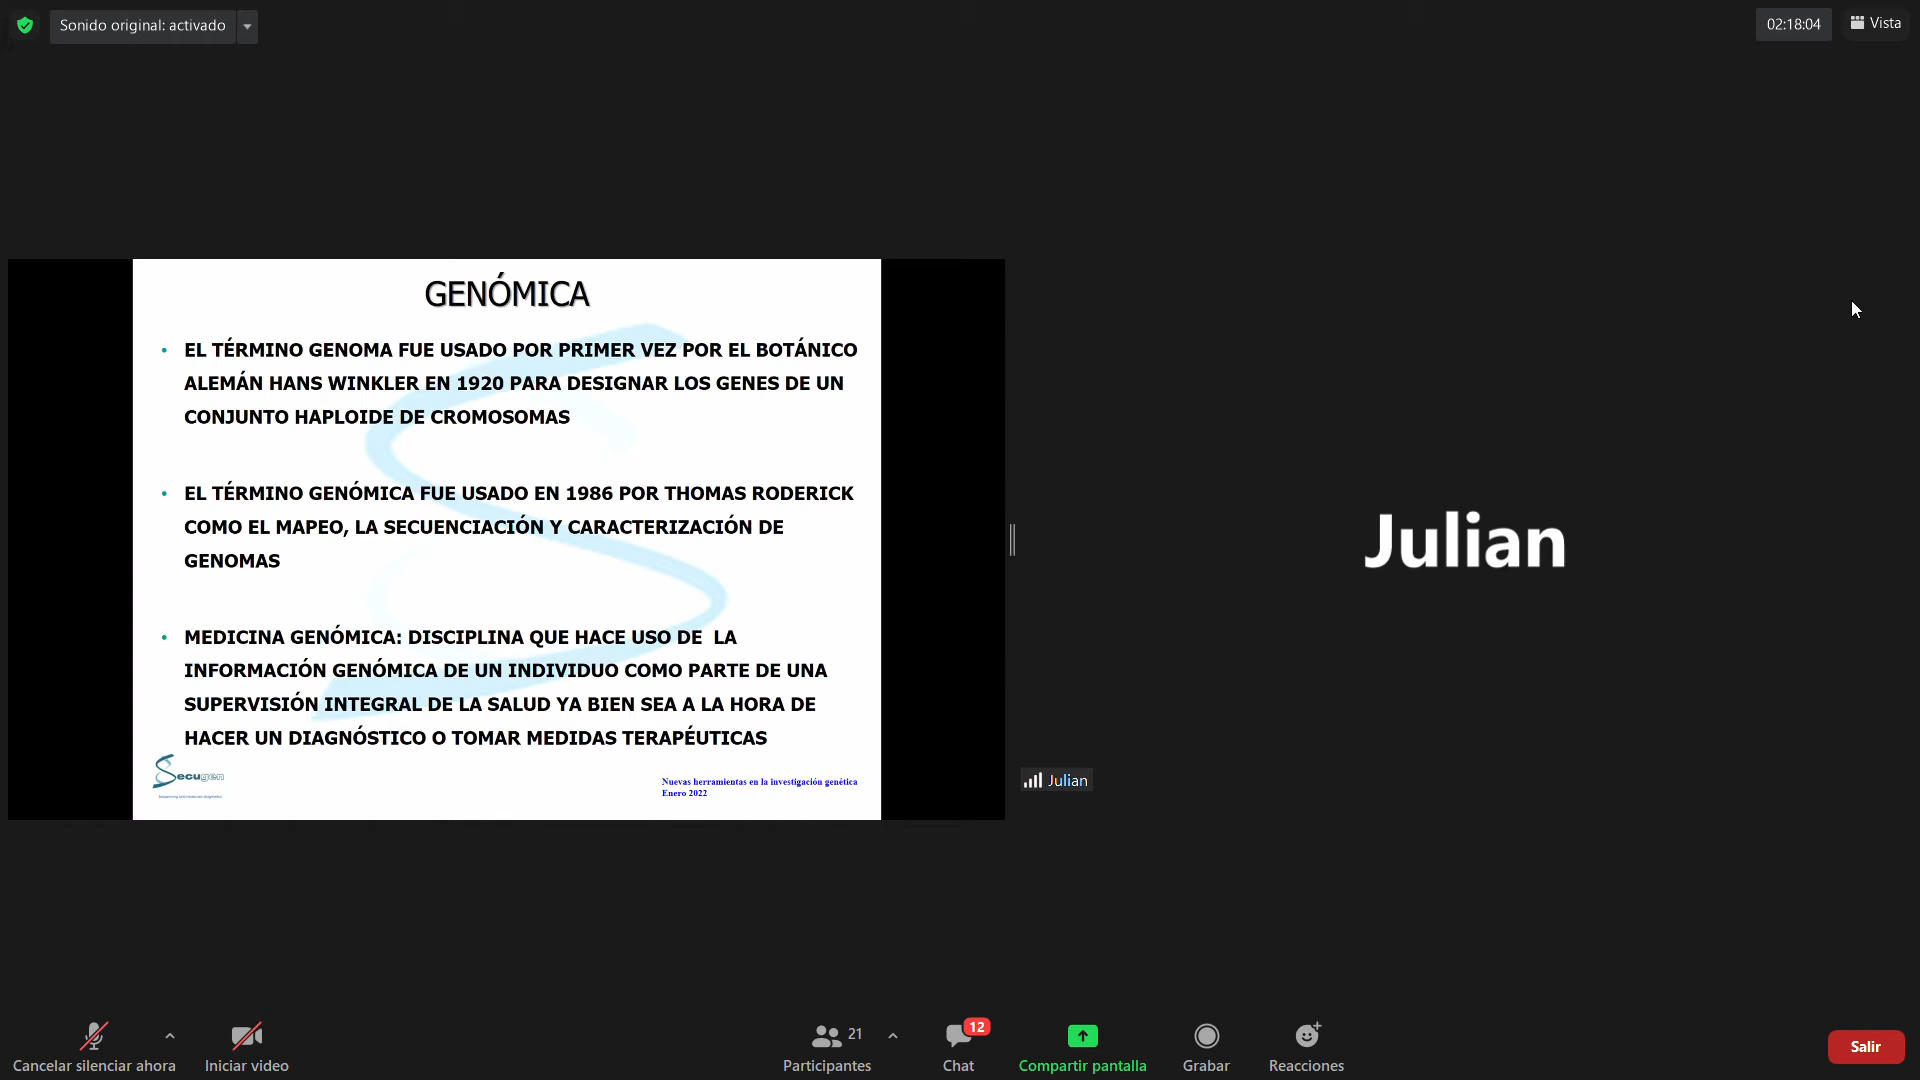 Sonido original: activado
02:18:04
Vista
GENÓMICA
• EL TÉRMINO GENOMA FUE USADO POR PRIMER VEZ POR EL BOTÁNICO
ALEMÁN HANS WINKLER EN 1920 PARA DESIGNAR LOS GENES DE UN
CONJUNTO HAPLOIDE DE CROMOSOMAS
• EL TÉRMINO GENÓMICA FUE USADO EN 1986 POR THOMAS RODERICK
COMO EL MAPEO, LA SECUENCIACIÓN Y CARACTERIZACIÓN DE
GENOMAS
• MEDICINA GENÓMICA: DISCIPLINA QUE HACE USO DE LA
INFORMACIÓN GENÓMICA DE UN INDIVIDUO COMO PARTE DE UNA
SUPERVISIÓN INTEGRAL DE LA SALUD YA BIEN SEA A LA HORA DE
HACER UN DIAGNÓSTICO O TOMAR MEDIDAS TERAPÉUTICAS
Secugen
Nuevas herramientas en la investigación genética
Enero 2022
Julian
Julian
Cancelar silenciar ahora
Iniciar video
21
Participantes
12
Chat
Compartir pantalla
Grabar
Reacciones
Salir